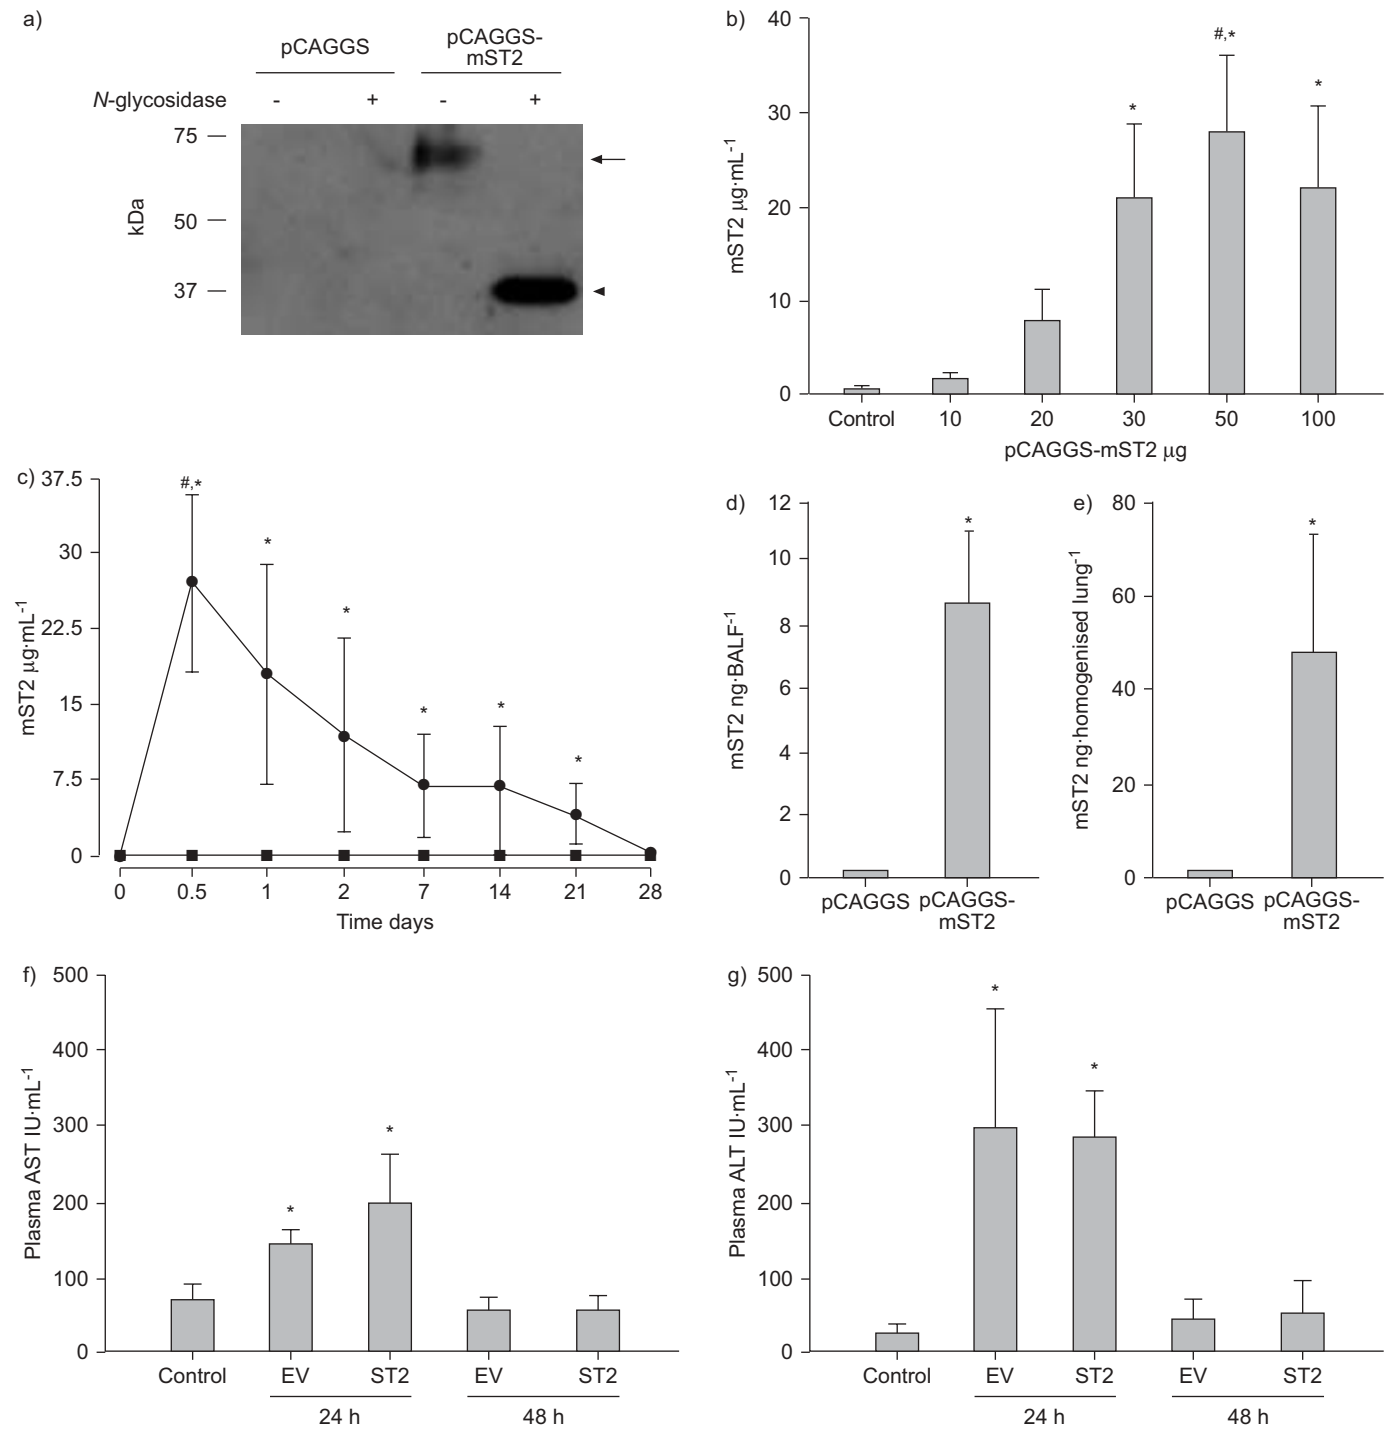 a)
pCAGGS
pCAGGS-
mST2
N-glycosidase - + - +
75
50
37
kDa
b)
40
30
20
10
0
mST2 µg·mL-1
#,*
*
*
Control 10 20 30 50 100
pCAGGS-mST2 µg
c)
37.5
30
22.5
15
7.5
0
mST2 µg·mL-1
#,*
*
*
*
*
*
0 0.5 1 2 7 14 21 28
Time days
d)
12
10
8
6
4
2
0
mST2 ng·BALF-1
*
pCAGGS pCAGGS-
mST2
e)
80
60
40
20
0
mST2 ng·homogenised lung-1
*
pCAGGS pCAGGS-
mST2
f)
500
400
300
200
100
0
Plasma AST IU·mL-1
*
*
Control EV ST2 EV ST2
24 h 48 h
g)
500
400
300
200
100
0
Plasma ALT IU·mL-1
*
*
Control EV ST2 EV ST2
24 h 48 h